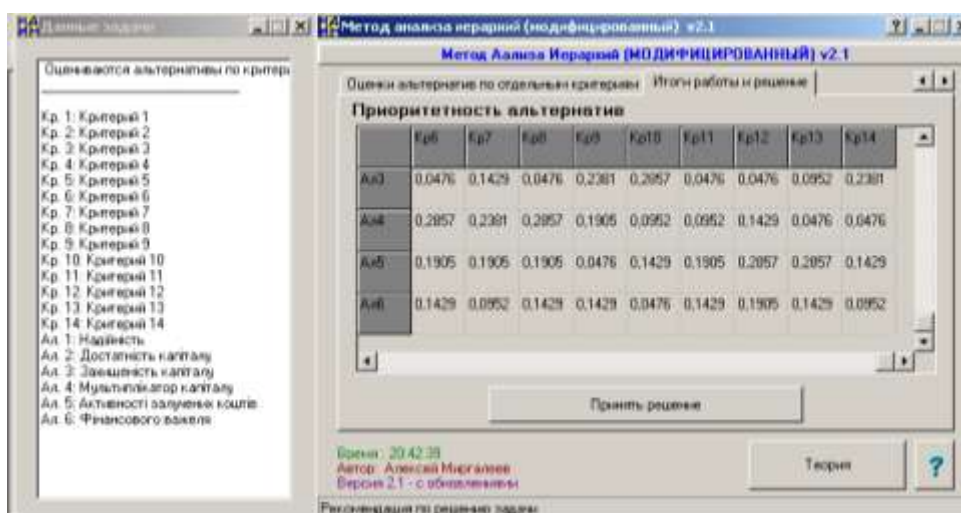 Данные задачи
Оцениваются альтернативы по критери
Кр. 1: Критерий 1
Кр. 2: Критерий 2
Кр. 3: Критерий 3
Кр. 4: Критерий 4
Кр. 5: Критерий 5
Кр. 6: Критерий 6
Кр. 7: Критерий 7
Кр. 8: Критерий 8
Кр. 9: Критерий 9
Кр. 10: Критерий 10
Кр. 11: Критерий 11
Кр. 12: Критерий 12
Кр. 13: Критерий 13
Кр. 14: Критерий 14
Ал. 1: Надійність
Ал. 2: Достатність капіталу
Ал. 3: Захищеність капіталу
Ал. 4: Мультиплікатор капіталу
Ал. 5: Активності залучених коштів
Ал. 6: Фінансового важеля
Метод анализа иерархий (модифицированный) v2.1
Метод Аализа Иерархий (МОДИФИЦИРОВАННЫЙ) v2.1
Оценки альтернатив по отдельным критериям Итоги работы и решение
Приоритетность альтернатив
Кр6 Кр7 Кр8 Кр9 Кр10 Кр11 Кр12 Кр13 Кр14
Ал3 0,0476 0,1429 0,0476 0,2381 0,2857 0,0476 0,0476 0,0952 0,2381
Ал4 0,2857 0,2381 0,2857 0,1905 0,0952 0,0952 0,1429 0,0476 0,0476
Ал5 0,1905 0,1905 0,1905 0,0476 0,1429 0,1905 0,2857 0,2857 0,1429
Ал6 0,1429 0,0952 0,1429 0,1429 0,0476 0,1429 0,1905 0,1429 0,0952
Принять решение
Время: 20:42:39
Автор: Алексей Миргалеев
Версия 2.1 - с обновлениями
Теория
?
Рекомендация по решению задачи